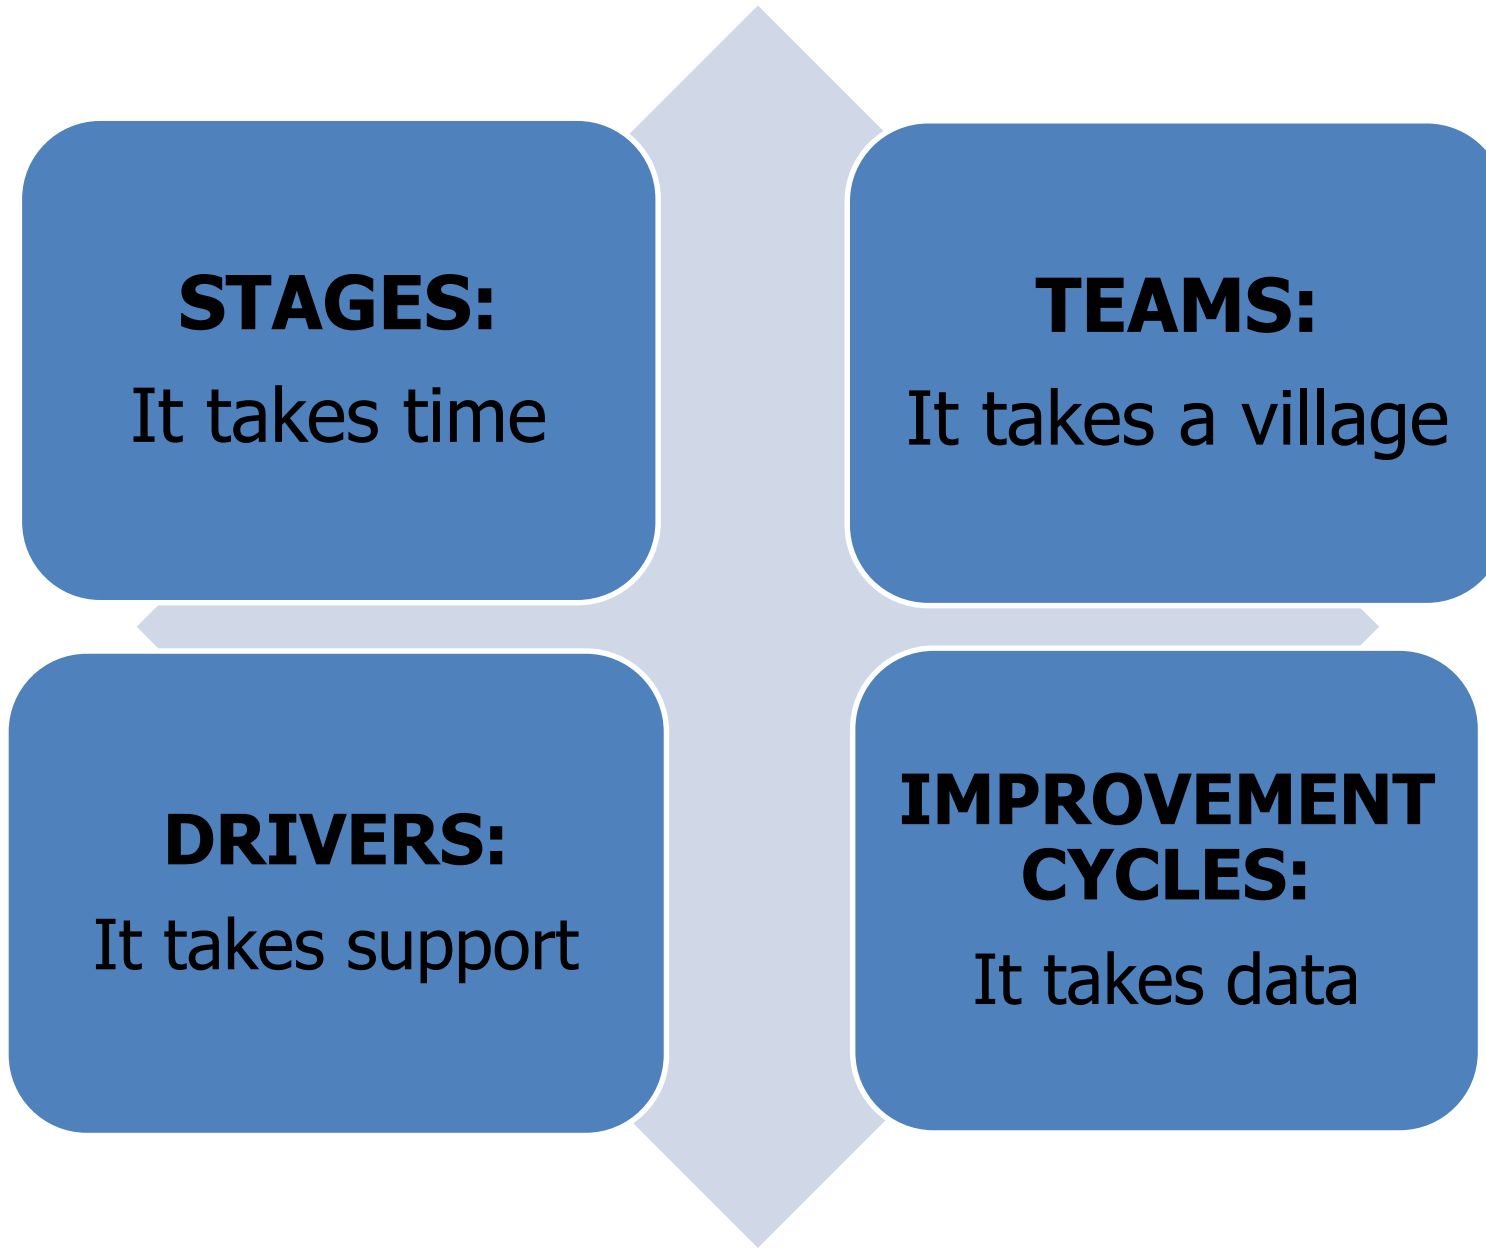 STAGES:
It takes time
TEAMS:
It takes a village
DRIVERS:
It takes support
IMPROVEMENT
CYCLES:
It takes data